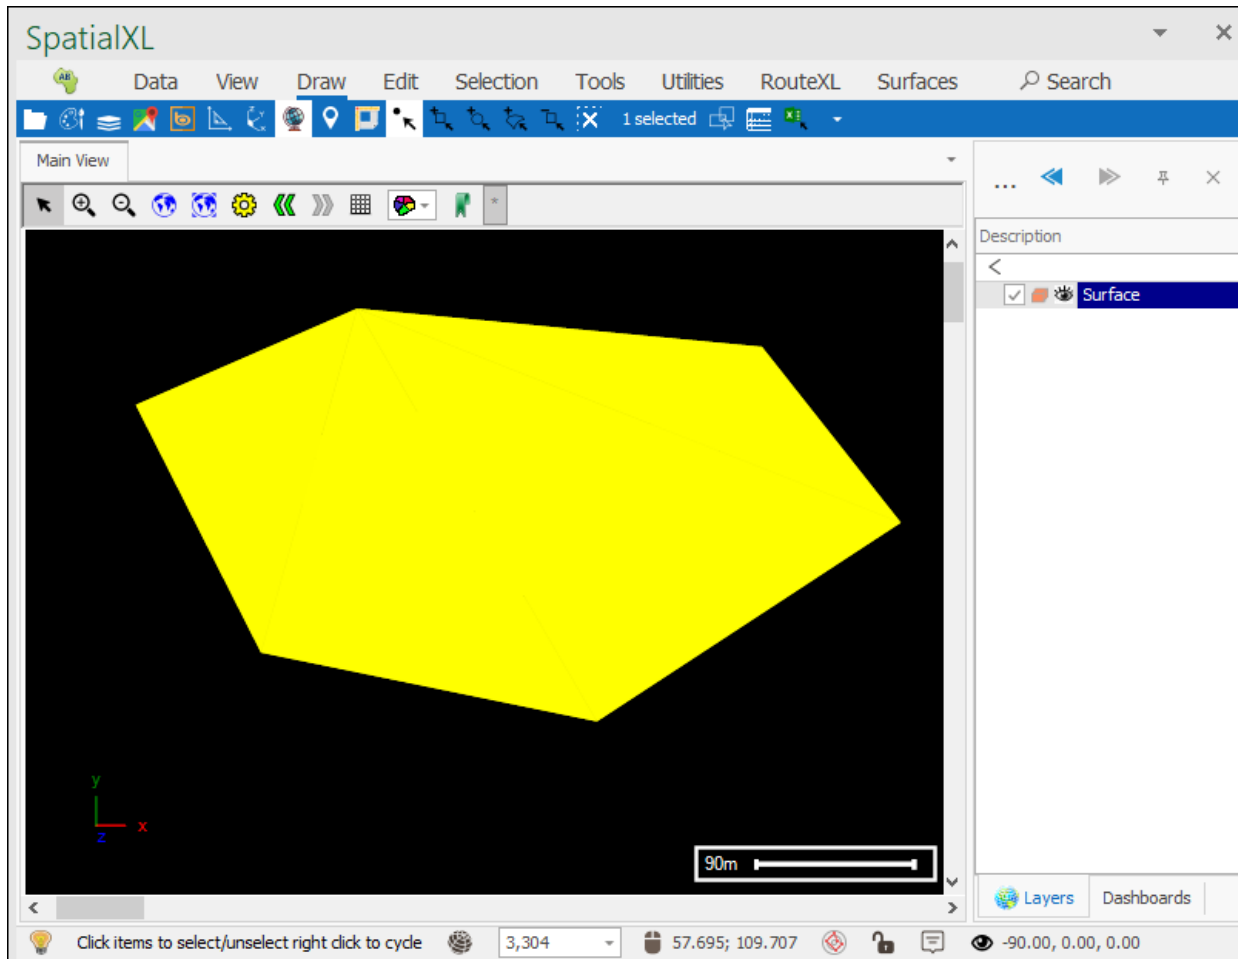 SpatialXL
AB Data View Draw Edit Selection Tools Utilities RouteXL Surfaces Search
1 selected
Main View
...
*
Description
<
Surface
y
x
z
90m
Layers Dashboards
Click items to select/unselect right click to cycle 3,304 57.695; 109.707 -90.00, 0.00, 0.00